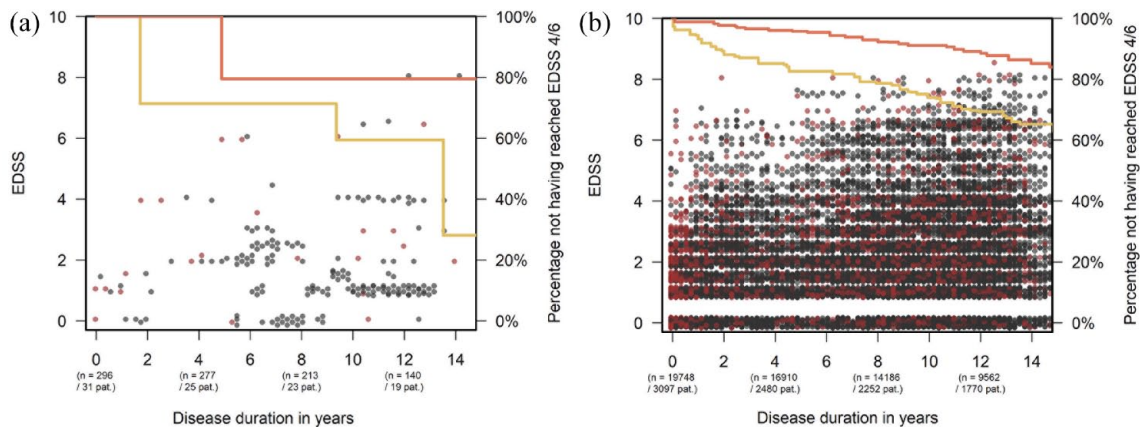 (a)
10
8
6
4
2
0
EDSS
100%
80%
60%
40%
20%
0%
Percentage not having reached EDSS 4/6
0 2 4 6 8 10 12 14
(n = 296 (n = 277 (n = 213 (n = 140
/ 31 pat.) / 25 pat.) / 23 pat.) / 19 pat.)
Disease duration in years
(b)
10
8
6
4
2
0
EDSS
100%
80%
60%
40%
20%
0%
Percentage not having reached EDSS 4/6
0 2 4 6 8 10 12 14
(n = 19748 (n = 16910 (n = 14186 (n = 9562
/ 3097 pat.) / 2480 pat.) / 2252 pat.) / 1770 pat.)
Disease duration in years